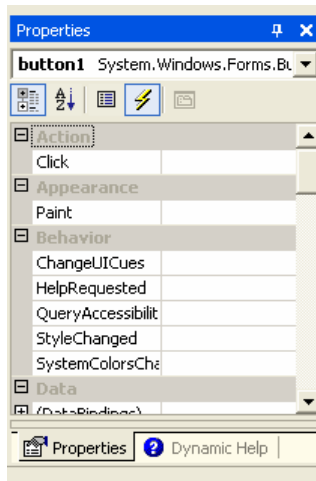 Properties
button1 System.Windows.Forms.Bu
Action
Click
Appearance
Paint
Behavior
ChangeUICues
HelpRequested
QueryAccessibilit
StyleChanged
SystemColorsCha
Data
(DataBindings)
Properties Dynamic Help